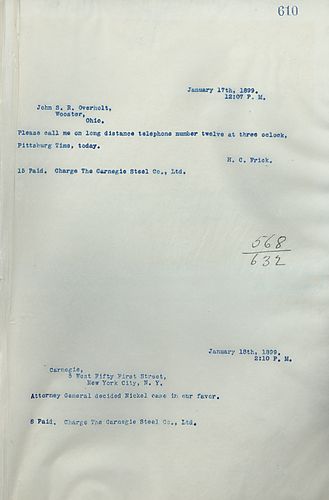 610
January 17th, 1899.
12:07 P. M.
John S. R. Overholt,
Wooster,
Ohio.
Please call me on long distance telephone number twelve at three oclock,
Pittsburg Time, today.
H. C. Frick.
15 Paid. Charge The Carnegie Steel Co., Ltd.
568
632
January 18th, 1899.
2:10 P. M.
Carnegie,
5 West Fifty First Street,
New York City, N. Y.
Attorney General decided Nickel case in our favor.
8 Paid. Charge The Carnegie Steel Co., Ltd.